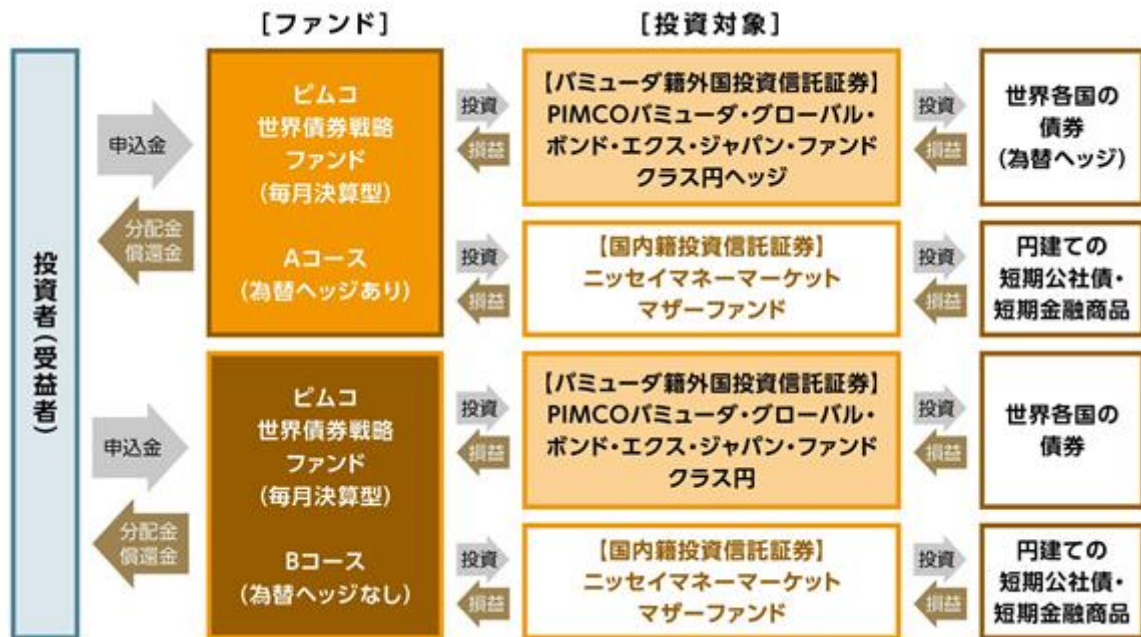 [ファンド]
[投資対象]
投資者(受益者)
申込金
分配金
償還金
ピムコ
世界債券戦略
ファンド
(毎月決算型)
Aコース
(為替ヘッジあり)
投資
損益
【バミューダ籍外国投資信託証券】
PIMCOバミューダ・グローバル・
ボンド・エクス・ジャパン・ファンド
クラス円ヘッジ
投資
損益
世界各国の
債券
(為替ヘッジ)
投資
損益
【国内籍投資信託証券】
ニッセイマネーマーケット
マザーファンド
投資
損益
円建ての
短期公社債・
短期金融商品
申込金
分配金
償還金
ピムコ
世界債券戦略
ファンド
(毎月決算型)
Bコース
(為替ヘッジなし)
投資
損益
【バミューダ籍外国投資信託証券】
PIMCOバミューダ・グローバル・
ボンド・エクス・ジャパン・ファンド
クラス円
投資
損益
世界各国の
債券
投資
損益
【国内籍投資信託証券】
ニッセイマネーマーケット
マザーファンド
投資
損益
円建ての
短期公社債・
短期金融商品